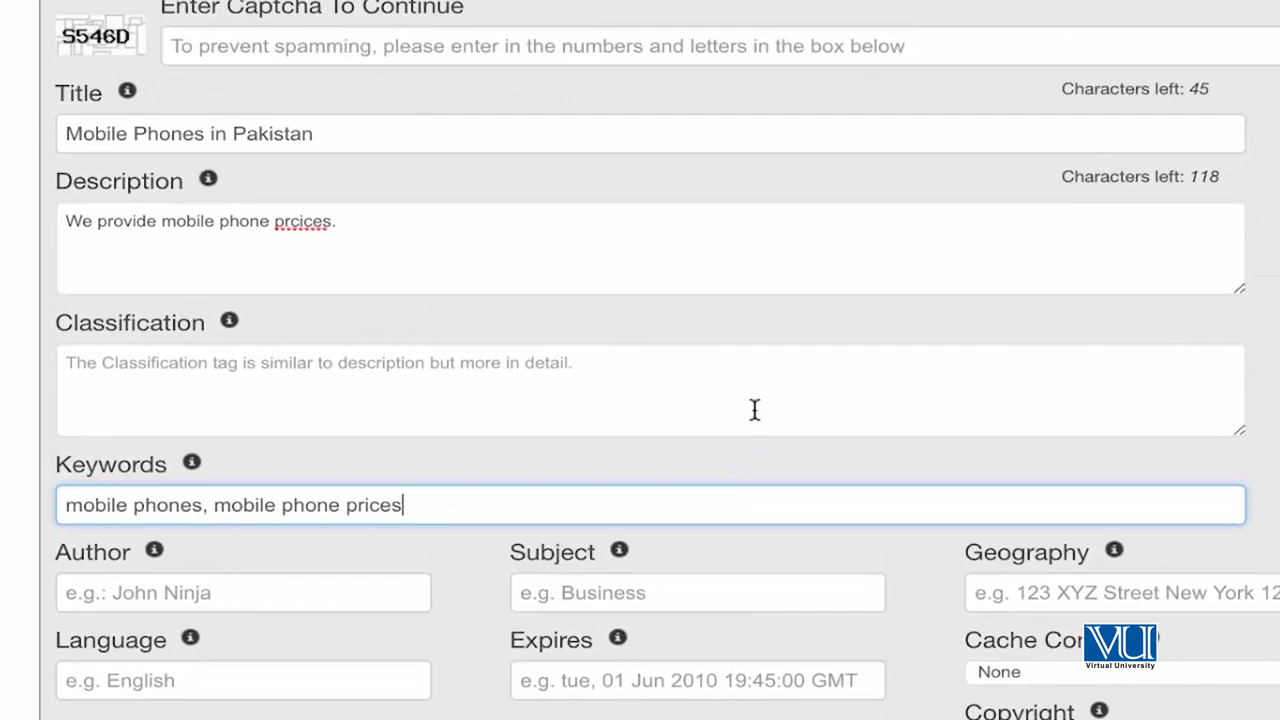 Enter Captcha To Continue
S546D
To prevent spamming, please enter in the numbers and letters in the box below
Title
Characters left: 45
Mobile Phones in Pakistan
Description
Characters left: 118
We provide mobile phone prcices.
Classification
The Classification tag is similar to description but more in detail.
Keywords
mobile phones, mobile phone prices
Author Subject Geography
e.g.: John Ninja e.g. Business e.g. 123 XYZ Street New York 12
Language Expires Cache Co
e.g. English e.g. tue, 01 Jun 2010 19:45:00 GMT None
VU
Virtual University
Copyright